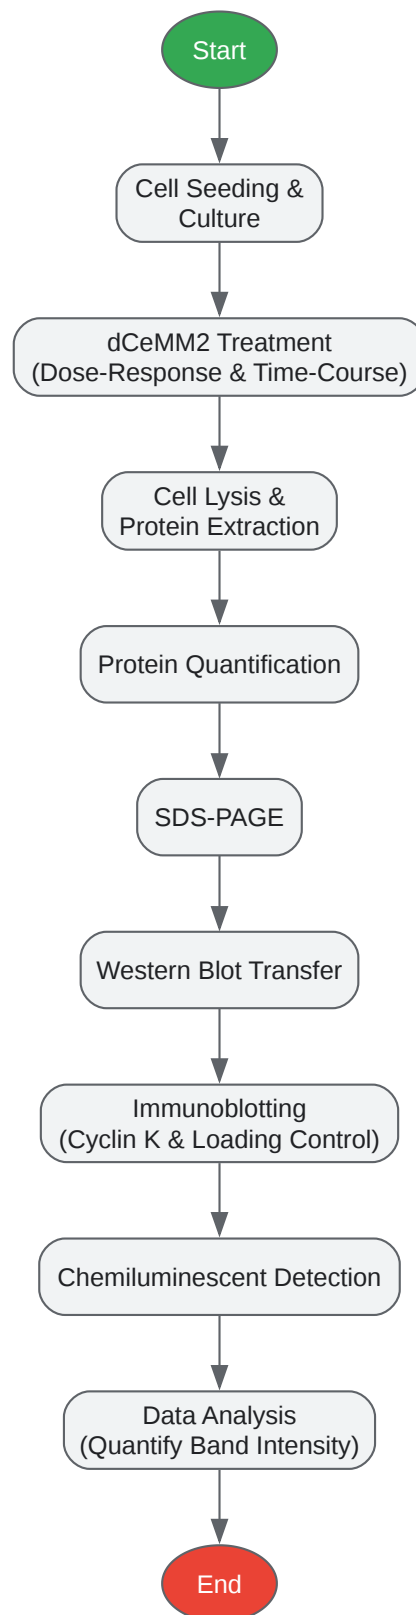 Start
Cell Seeding &
Culture
dCeMM2 Treatment
(Dose-Response & Time-Course)
Cell Lysis &
Protein Extraction
Protein Quantification
SDS-PAGE
Western Blot Transfer
Immunoblotting
(Cyclin K & Loading Control)
Chemiluminescent Detection
Data Analysis
(Quantify Band Intensity)
End